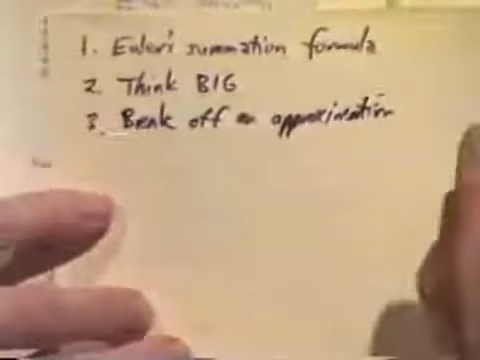 1. Euler's summation formula
2. Think BIG
3. Break off an approximation